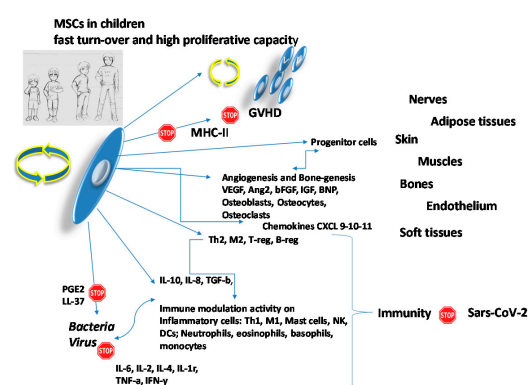 MSCs in children
fast turn-over and high proliferative capacity
STOP
GVHD
STOP
MHC-II
Nerves
Adipose tissues
Progenitor cells
Skin
Muscles
Angiogenesis and Bone-genesis
VEGF, Ang2, bFGF, IGF, BNP,
Osteoblasts, Osteocytes,
Osteoclasts
Bones
Endothelium
Chemokines CXCL 9-10-11
Soft tissues
Th2, M2, T-reg, B-reg
IL-10, IL-8, TGF-b,
PGE2
LL-37
STOP
Immune modulation activity on
Inflammatory cells: Th1, M1, Mast cells, NK,
DCs; Neutrophils, eosinophils, basophils,
monocytes
Immunity
STOP
Sars-CoV-2
Bacteria
Virus
STOP
IL-6, IL-2, IL-4, IL-1r,
TNF-a, IFN-y